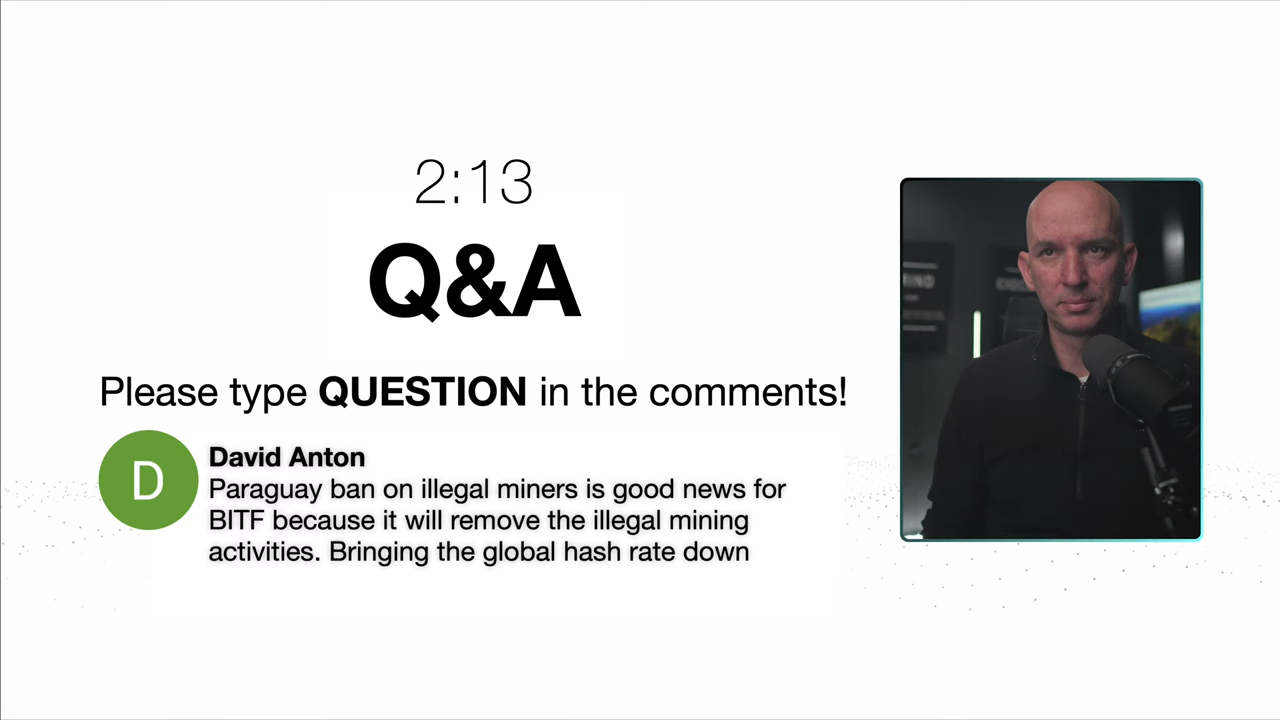 2:13
Q&A
Please type QUESTION in the comments!
D
David Anton
Paraguay ban on illegal miners is good news for
BITF because it will remove the illegal mining
activities. Bringing the global hash rate down